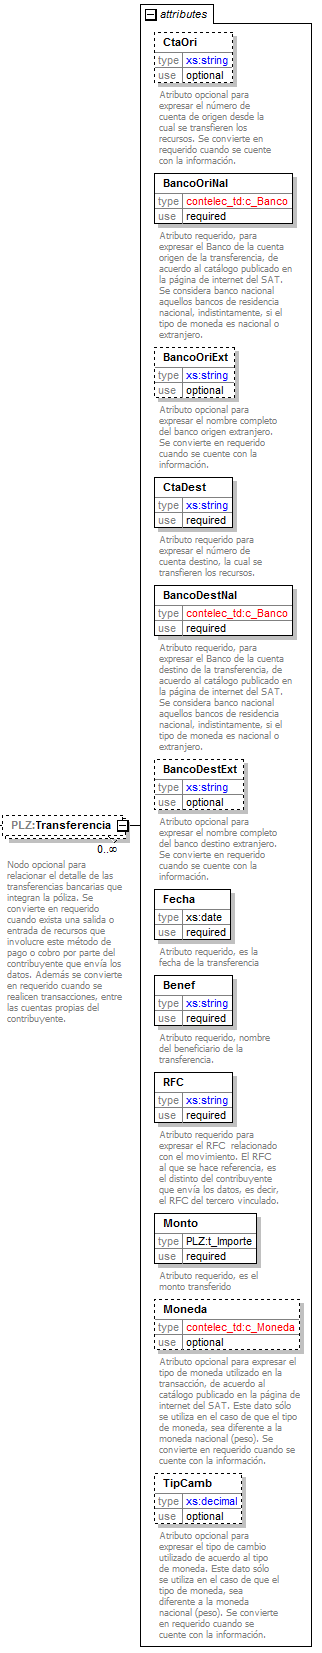 attributes
CtaOri
type xs:string
use optional
Atributo opcional para
expresar el número de
cuenta de origen desde la
cual se transfieren los
recursos. Se convierte en
requerido cuando se cuente
con la información.
BancoOriNal
type contelec_td:c_Banco
use required
Atributo requerido, para
expresar el Banco de la cuenta
origen de la transferencia, de
acuerdo al catálogo publicado en
la página de internet del SAT.
Se considera banco nacional
aquellos bancos de residencia
nacional, indistintamente, si el
tipo de moneda es nacional o
extranjero.
BancoOriExt
type xs:string
use optional
Atributo opcional para
expresar el nombre completo
del banco origen extranjero.
Se convierte en requerido
cuando se cuente con la
información.
CtaDest
type xs:string
use required
Atributo requerido para
expresar el número de
cuenta destino, la cual se
transfieren los recursos.
BancoDestNal
type contelec_td:c_Banco
use required
Atributo requerido, para
expresar el Banco de la cuenta
destino de la transferencia, de
acuerdo al catálogo publicado en
la página de internet del SAT.
Se considera banco nacional
aquellos bancos de residencia
nacional, indistintamente, si el
tipo de moneda es nacional o
extranjero.
BancoDestExt
type xs:string
use optional
Atributo opcional para
expresar el nombre completo
del banco destino extranjero.
Se convierte en requerido
cuando se cuente con la
información.
PLZ:Transferencia
0..∞
Nodo opcional para
relacionar el detalle de las
transferencias bancarias que
integran la póliza. Se
convierte en requerido
cuando exista una salida o
entrada de recursos que
involucre este método de
pago o cobro por parte del
contribuyente que envía los
datos. Además se convierte
en requerido cuando se
realicen transacciones, entre
las cuentas propias del
contribuyente.
Fecha
type xs:date
use required
Atributo requerido, es la
fecha de la transferencia
Benef
type xs:string
use required
Atributo requerido, nombre
del beneficiario de la
transferencia.
RFC
type xs:string
use required
Atributo requerido para
expresar el RFC relacionado
con el movimiento. El RFC
al que se hace referencia, es
el distinto del contribuyente
que envía los datos, es decir,
el RFC del tercero vinculado.
Monto
type PLZ:t_Importe
use required
Atributo requerido, es el
monto transferido
Moneda
type contelec_td:c_Moneda
use optional
Atributo opcional para expresar el
tipo de moneda utilizado en la
transacción, de acuerdo al
catálogo publicado en la página de
internet del SAT. Este dato sólo
se utiliza en el caso de que el tipo
de moneda, sea diferente a la
moneda nacional (peso). Se
convierte en requerido cuando se
cuente con la información.
TipCamb
type xs:decimal
use optional
Atributo opcional para
expresar el tipo de cambio
utilizado de acuerdo al tipo
de moneda. Este dato sólo
se utiliza en el caso de que el
tipo de moneda, sea
diferente a la moneda
nacional (peso). Se convierte
en requerido cuando se
cuente con la información.